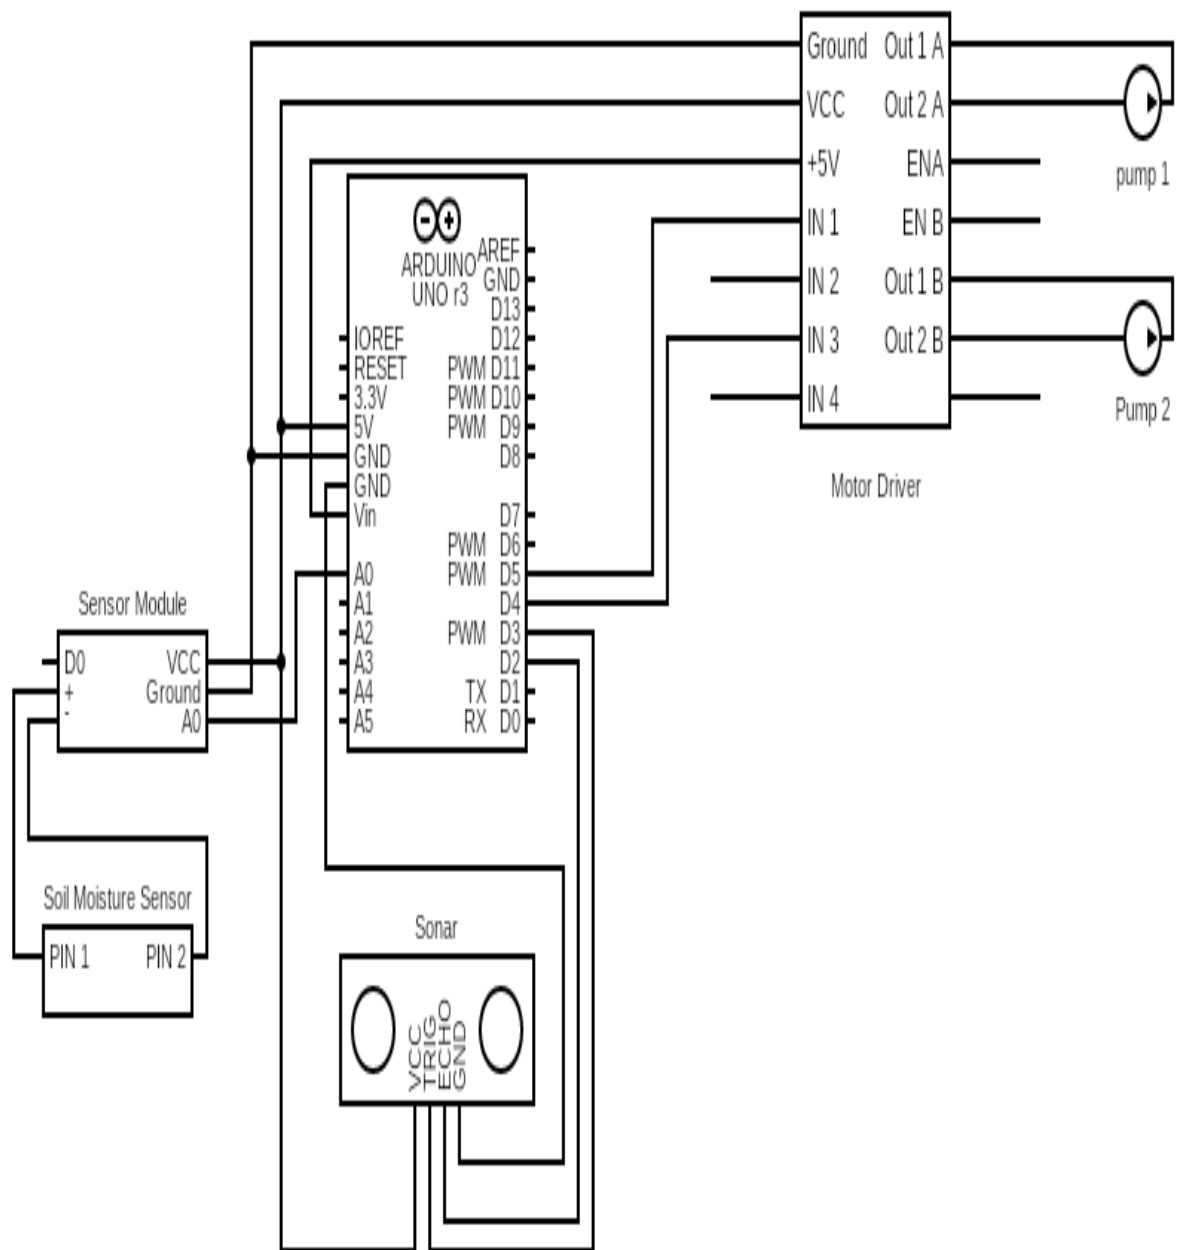 Ground Out 1 A
VCC Out 2 A
+5V ENA
IN 1 EN B
IN 2 Out 1 B
IN 3 Out 2 B
IN 4
Motor Driver
pump 1
Pump 2
ARDUINO
UNO r3
AREF
GND
D13
IOREF D12
RESET PWM D11
3.3V PWM D10
5V PWM D9
GND D8
GND
Vin D7
PWM D6
A0 PWM D5
A1 D4
A2 PWM D3
A3 D2
A4 TX D1
A5 RX D0
Sensor Module
D0 VCC
+ Ground
- A0
Soil Moisture Sensor
PIN 1 PIN 2
Sonar
VCC
TRIG
ECHO
GND